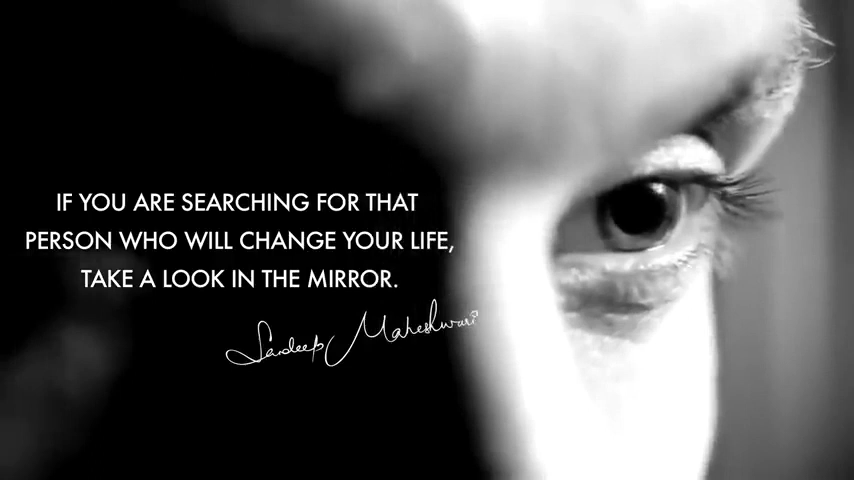 IF YOU ARE SEARCHING FOR THAT
PERSON WHO WILL CHANGE YOUR LIFE,
TAKE A LOOK IN THE MIRROR.
Sandeep Maheshwari